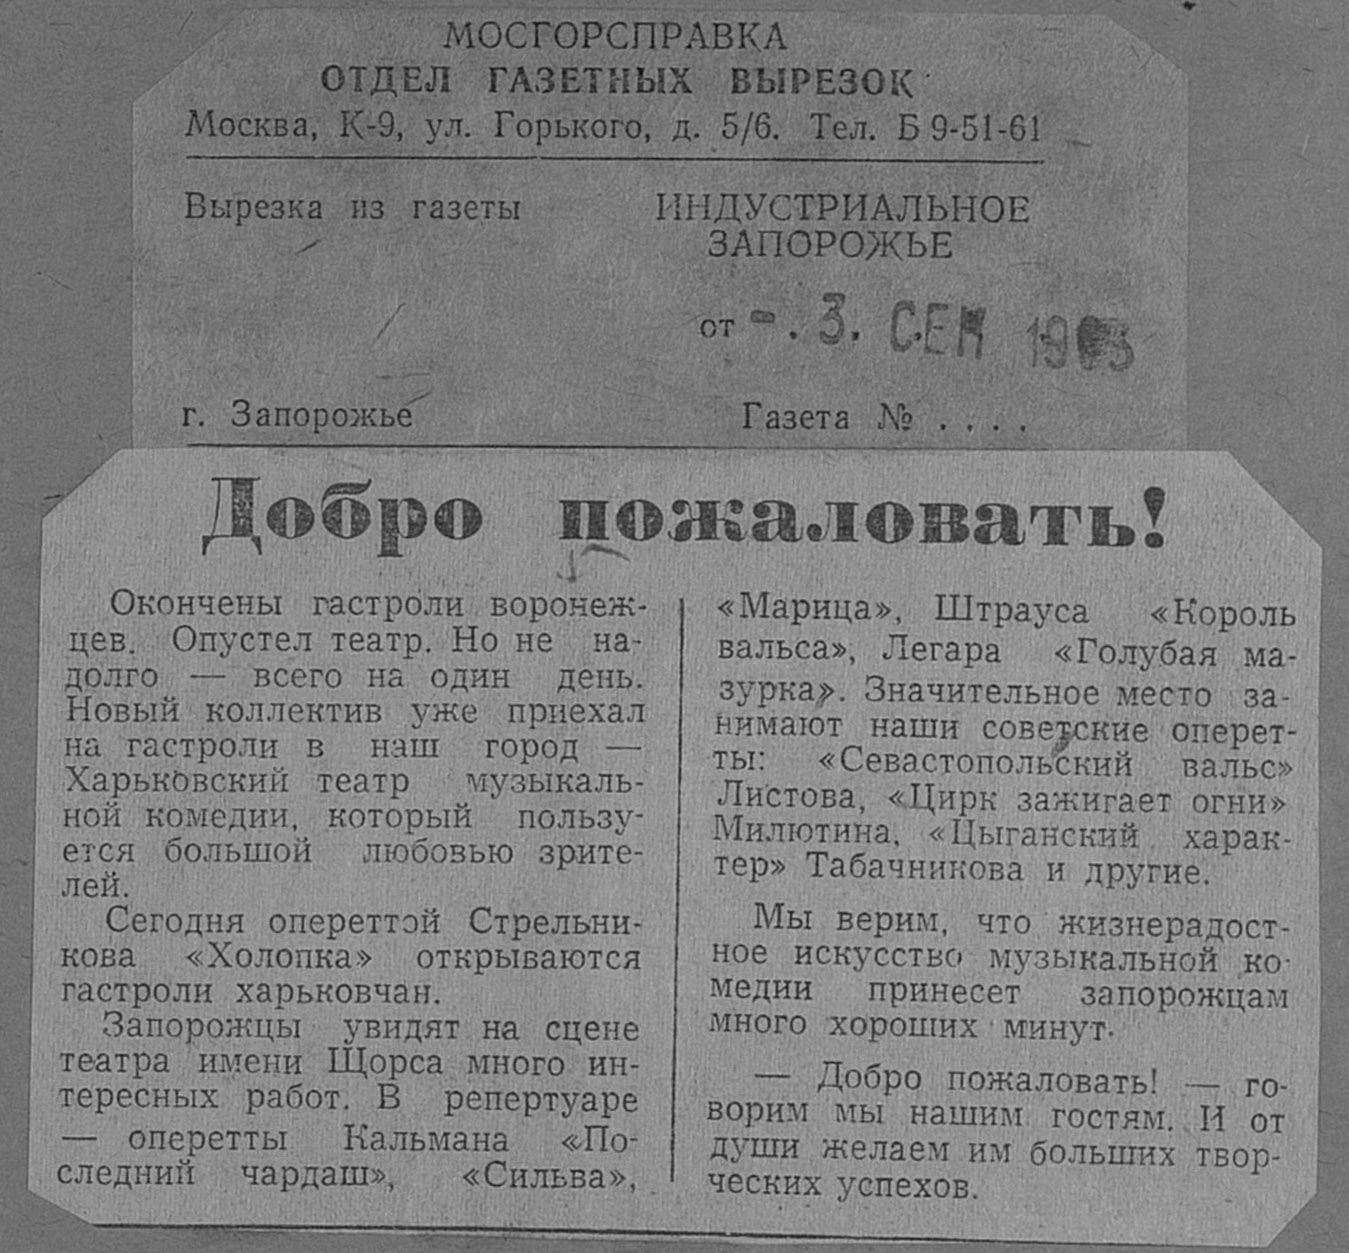 МОСГОРСПРАВКА
ОТДЕЛ ГАЗЕТНЫХ ВЫРЕЗОК
Москва, К-9, ул. Горького, д. 5/6. Тел. Б 9-51-61
Вырезка из газеты
ИНДУСТРИАЛЬНОЕ
ЗАПОРОЖЬЕ
от - . 3. СЕН
г. Запорожье
Газета № . . . .
Добро пожаловать!
Окончены гастроли воронеж-
цев. Опустел театр. Но не на-
долго — всего на один день.
Новый коллектив уже приехал
на гастроли в наш город —
Харьковский театр музыкаль-
ной комедии, который пользу-
ется большой любовью зрите-
лей.
Сегодня опереттой Стрельни-
кова «Холопка» открываются
гастроли харьковчан.
Запорожцы увидят на сцене
театра имени Щорса много ин-
тересных работ. В репертуаре
— оперетты Кальмана «По-
следний чардаш», «Сильва»,
«Марица», Штрауса «Король
вальса», Легара «Голубая ма-
зурка». Значительное место за-
нимают наши советские оперет-
ты: «Севастопольский вальс»
Листова, «Цирк зажигает огни»
Милютина, «Цыганский харак-
тер» Табачникова и другие.
Мы верим, что жизнерадост-
ное искусство музыкальной ко-
медии принесет запорожцам
много хороших минут.
— Добро пожаловать! — го-
ворим мы нашим гостям. И от
души желаем им больших твор-
ческих успехов.